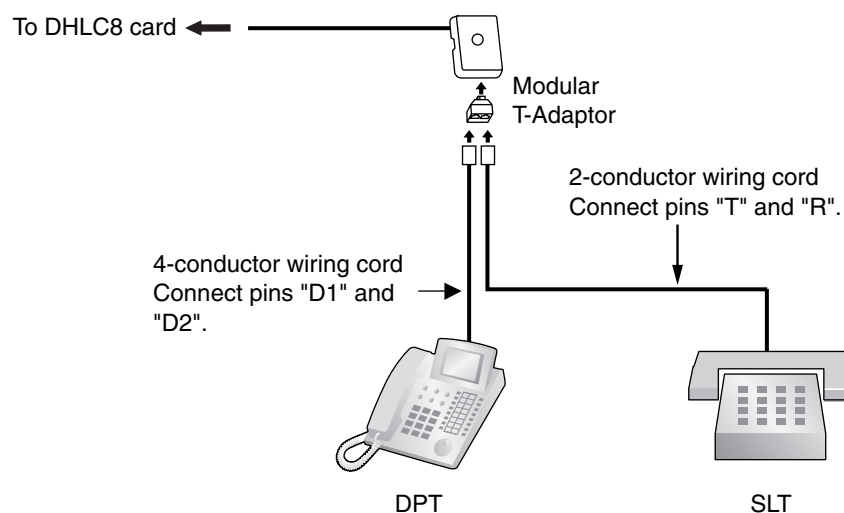 To DHLC8 card
Modular
T-Adaptor
2-conductor wiring cord
Connect pins "T" and "R".
4-conductor wiring cord
Connect pins "D1" and
"D2".
DPT
SLT